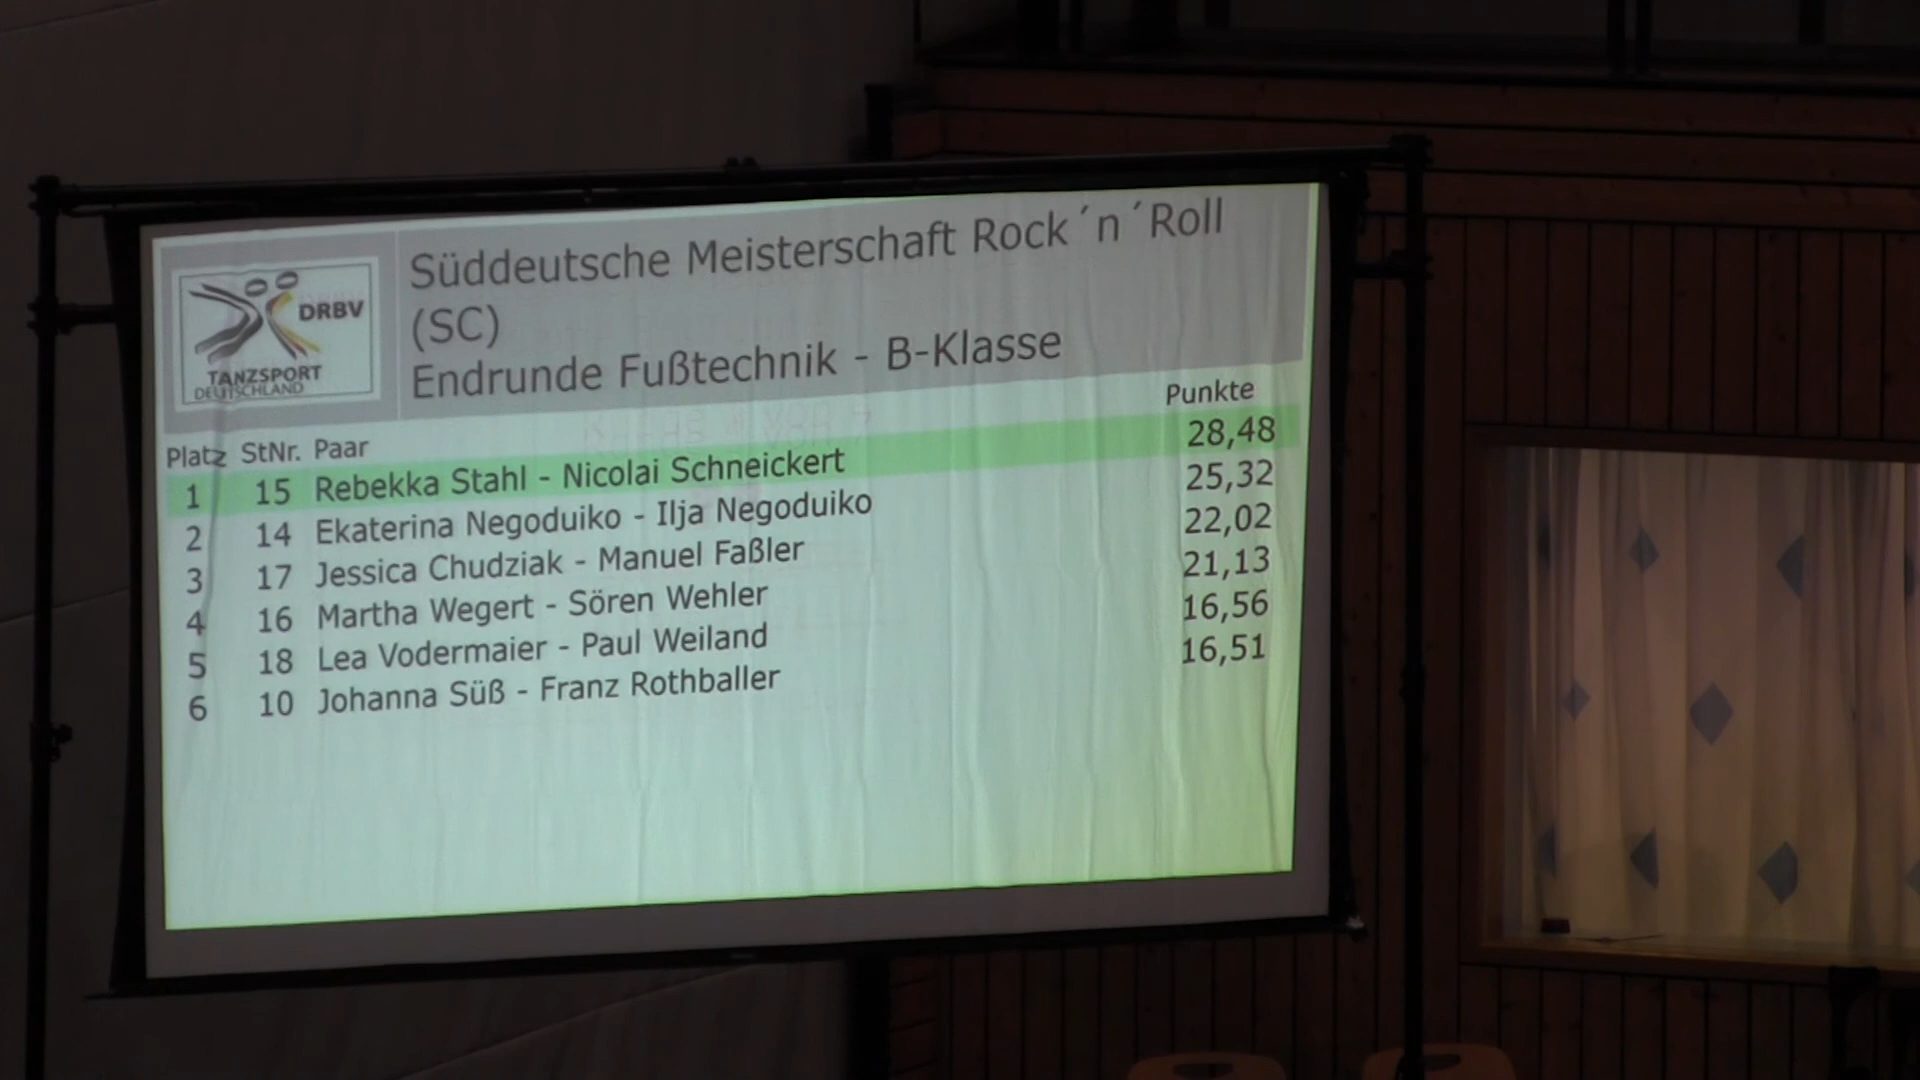 Süddeutsche Meisterschaft Rock´n´Roll
(SC)
Endrunde Fußtechnik - B-Klasse
DRBV
TANZSPORT
DEUTSCHLAND
Platz StNr. Paar Punkte
1 15 Rebekka Stahl - Nicolai Schneickert 28,48
2 14 Ekaterina Negoduiko - Ilja Negoduiko 25,32
3 17 Jessica Chudziak - Manuel Faßler 22,02
4 16 Martha Wegert - Sören Wehler 21,13
5 18 Lea Vodermaier - Paul Weiland 16,56
6 10 Johanna Süß - Franz Rothballer 16,51